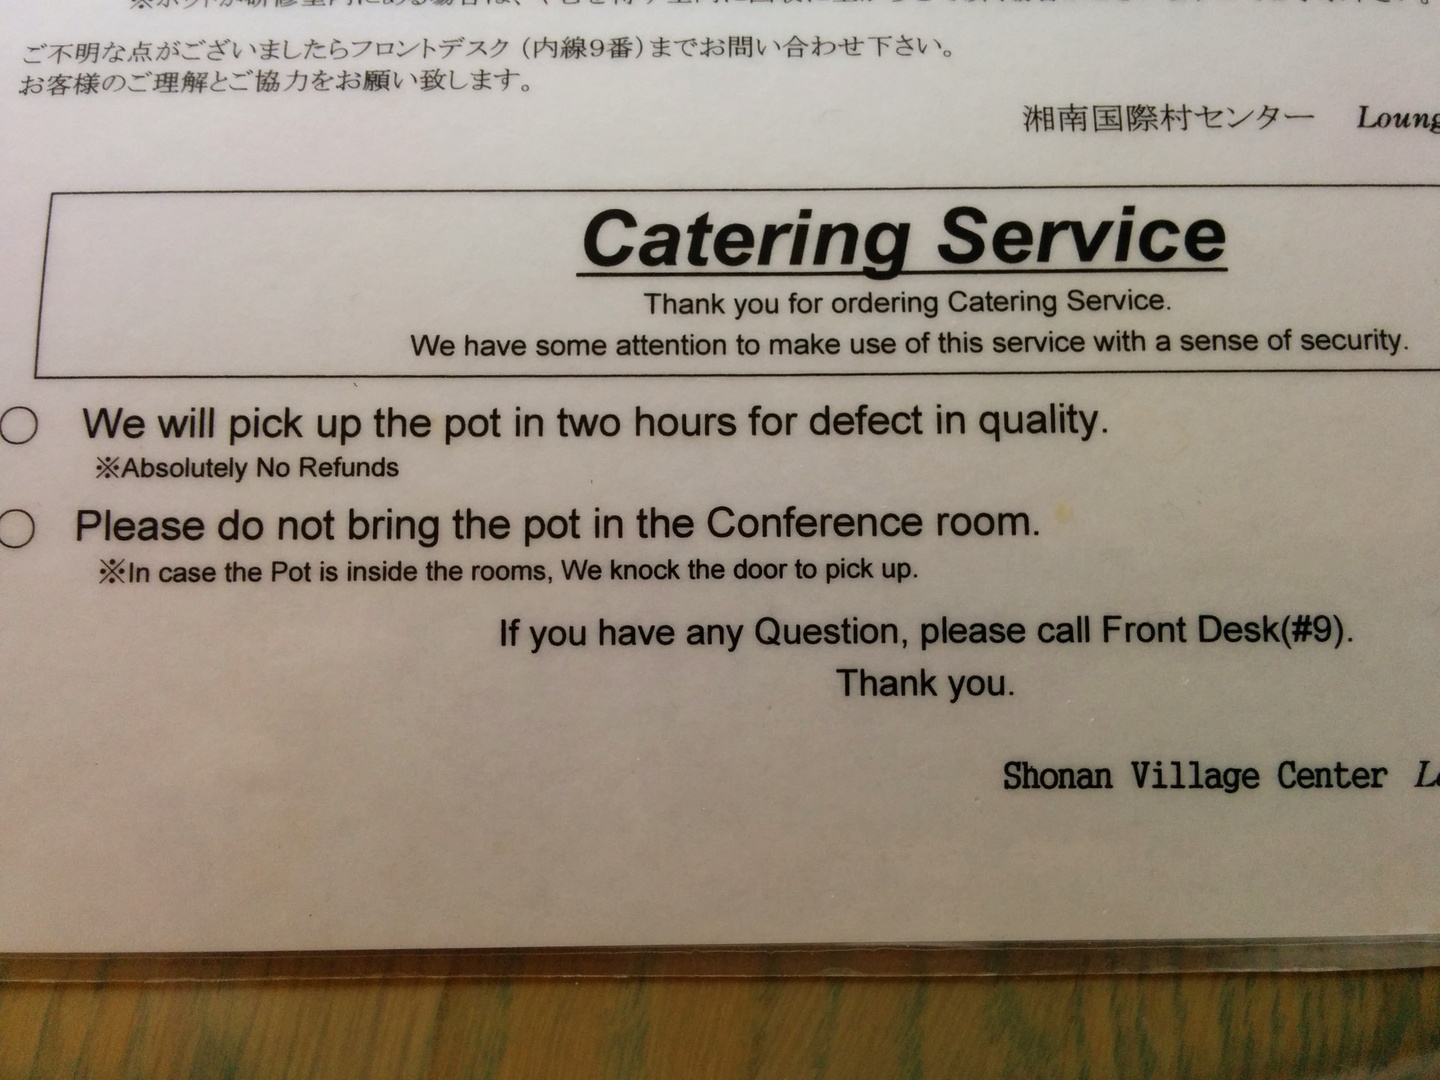 ご不明な点がございましたらフロントデスク（内線９番）までお問い合わせ下さい。
お客様のご理解とご協力をお願い致します。
湘南国際村センター
Catering Service
Thank you for ordering Catering Service.
We have some attention to make use of this service with a sense of security.
○ We will pick up the pot in two hours for defect in quality.
※Absolutely No Refunds
○ Please do not bring the pot in the Conference room.
※In case the Pot is inside the rooms, We knock the door to pick up.
If you have any Question, please call Front Desk(#9).
Thank you.
Shonan Village Center